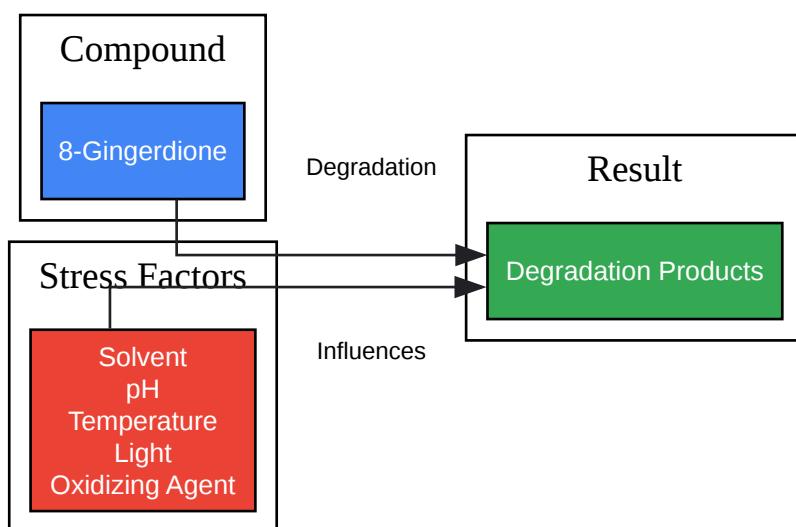 Compound
8-Gingerdione
Degradation
Result
Degradation Products
Stress Factors
Influences
Solvent
pH
Temperature
Light
Oxidizing Agent